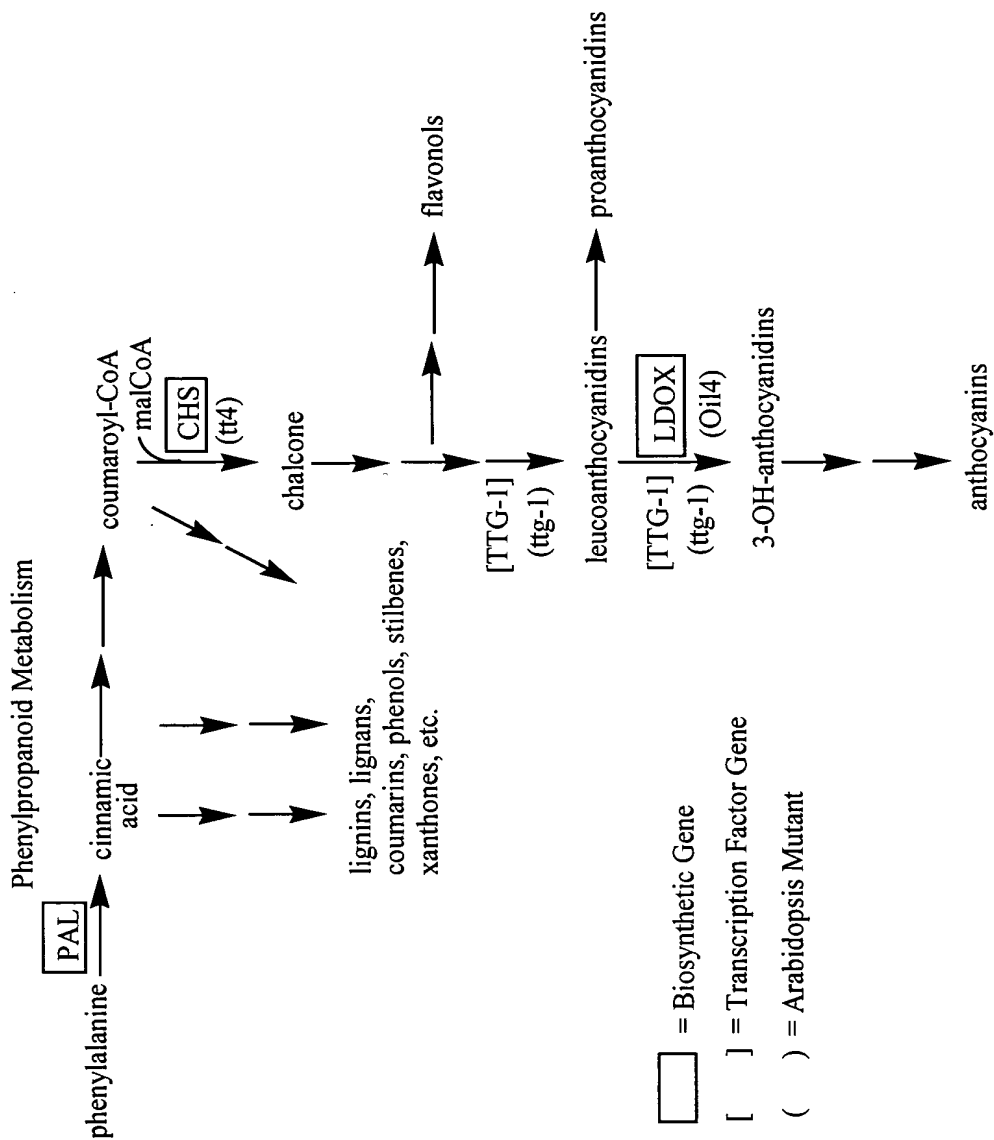 Phenylpropanoid Metabolism
phenylalanine
PAL
cinnamic
acid
coumaroyl-CoA
malCoA
CHS
(tt4)
chalcone
lignins, lignans,
coumarins, phenols, stilbenes,
xanthones, etc.
flavonols
[TTG-1]
(ttg-1)
leucoanthocyanidins
proanthocyanidins
[TTG-1]
(ttg-1)
LDOX
(Oil4)
3-OH-anthocyanidins
anthocyanins
= Biosynthetic Gene
[ ] = Transcription Factor Gene
( ) = Arabidopsis Mutant